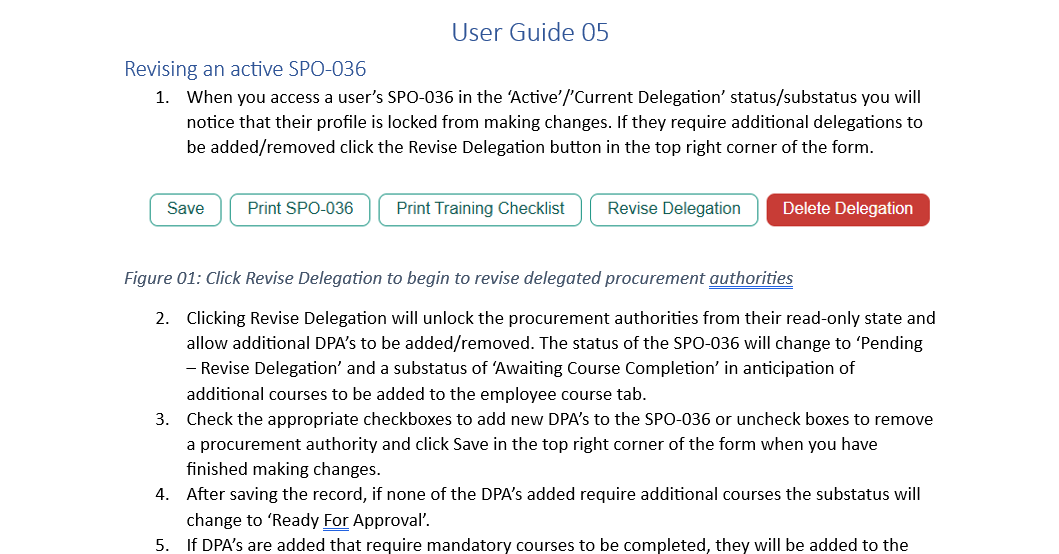 User Guide 05
Revising an active SPO-036
1. When you access a user’s SPO-036 in the ‘Active’/’Current Delegation’ status/substatus you will
notice that their profile is locked from making changes. If they require additional delegations to
be added/removed click the Revise Delegation button in the top right corner of the form.
Save Print SPO-036 Print Training Checklist Revise Delegation Delete Delegation
Figure 01: Click Revise Delegation to begin to revise delegated procurement authorities
2. Clicking Revise Delegation will unlock the procurement authorities from their read-only state and
allow additional DPA’s to be added/removed. The status of the SPO-036 will change to ‘Pending
– Revise Delegation’ and a substatus of ‘Awaiting Course Completion’ in anticipation of
additional courses to be added to the employee course tab.
3. Check the appropriate checkboxes to add new DPA’s to the SPO-036 or uncheck boxes to remove
a procurement authority and click Save in the top right corner of the form when you have
finished making changes.
4. After saving the record, if none of the DPA’s added require additional courses the substatus will
change to ‘Ready For Approval’.
5. If DPA’s are added that require mandatory courses to be completed, they will be added to the